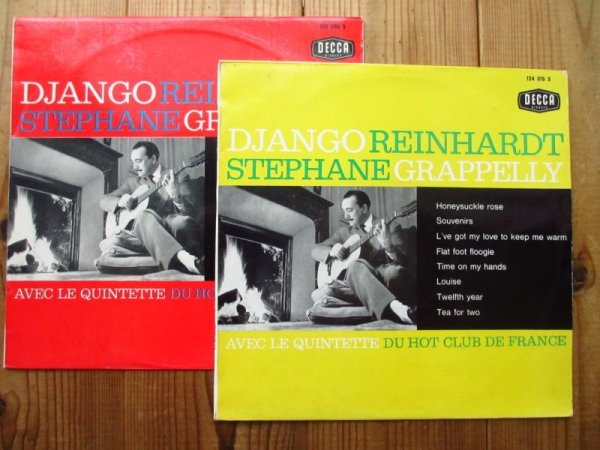 DECCA
DJANGO REI
STEPHANE GR
AVEC LE QUINTETTE DU HO
124 015 S
DECCA
DJANGO REINHARDT
STEPHANE GRAPPELLY
Honeysuckle rose
Souvenirs
L've got my love to keep me warm
Flat foot floogie
Time on my hands
Louise
Twelfth year
Tea for two
AVEC LE QUINTETTE DU HOT CLUB DE FRANCE